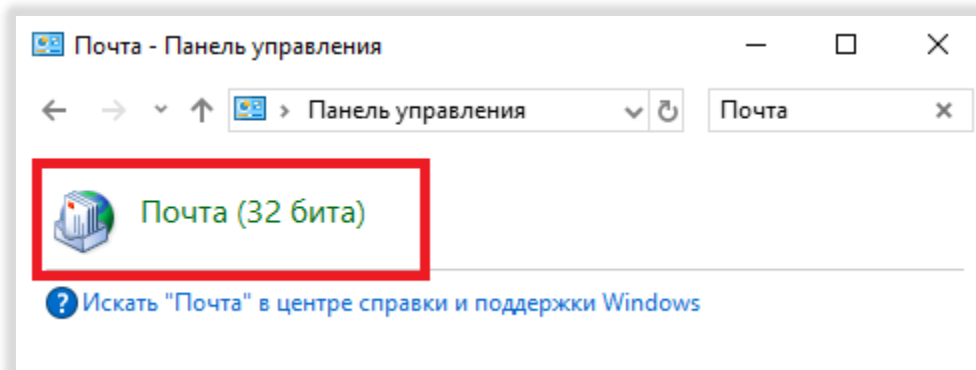 Почта - Панель управления
Панель управления
Почта
Почта (32 бита)
Искать "Почта" в центре справки и поддержки Windows